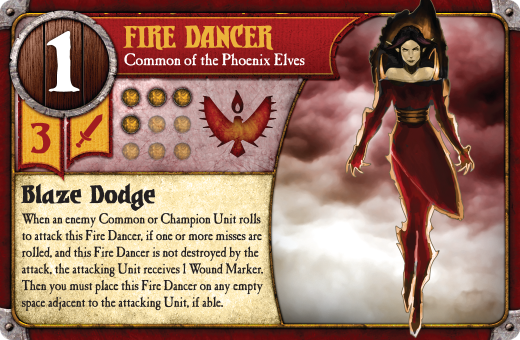 FIRE DANCER
1
Common of the Phoenix Elves
3
Blaze Dodge
When an enemy Common or Champion Unit rolls
to attack this Fire Dancer, if one or more misses are
rolled, and this Fire Dancer is not destroyed by the
attack, the attacking Unit receives 1 Wound Marker.
Then you must place this Fire Dancer on any empty
space adjacent to the attacking Unit, if able.